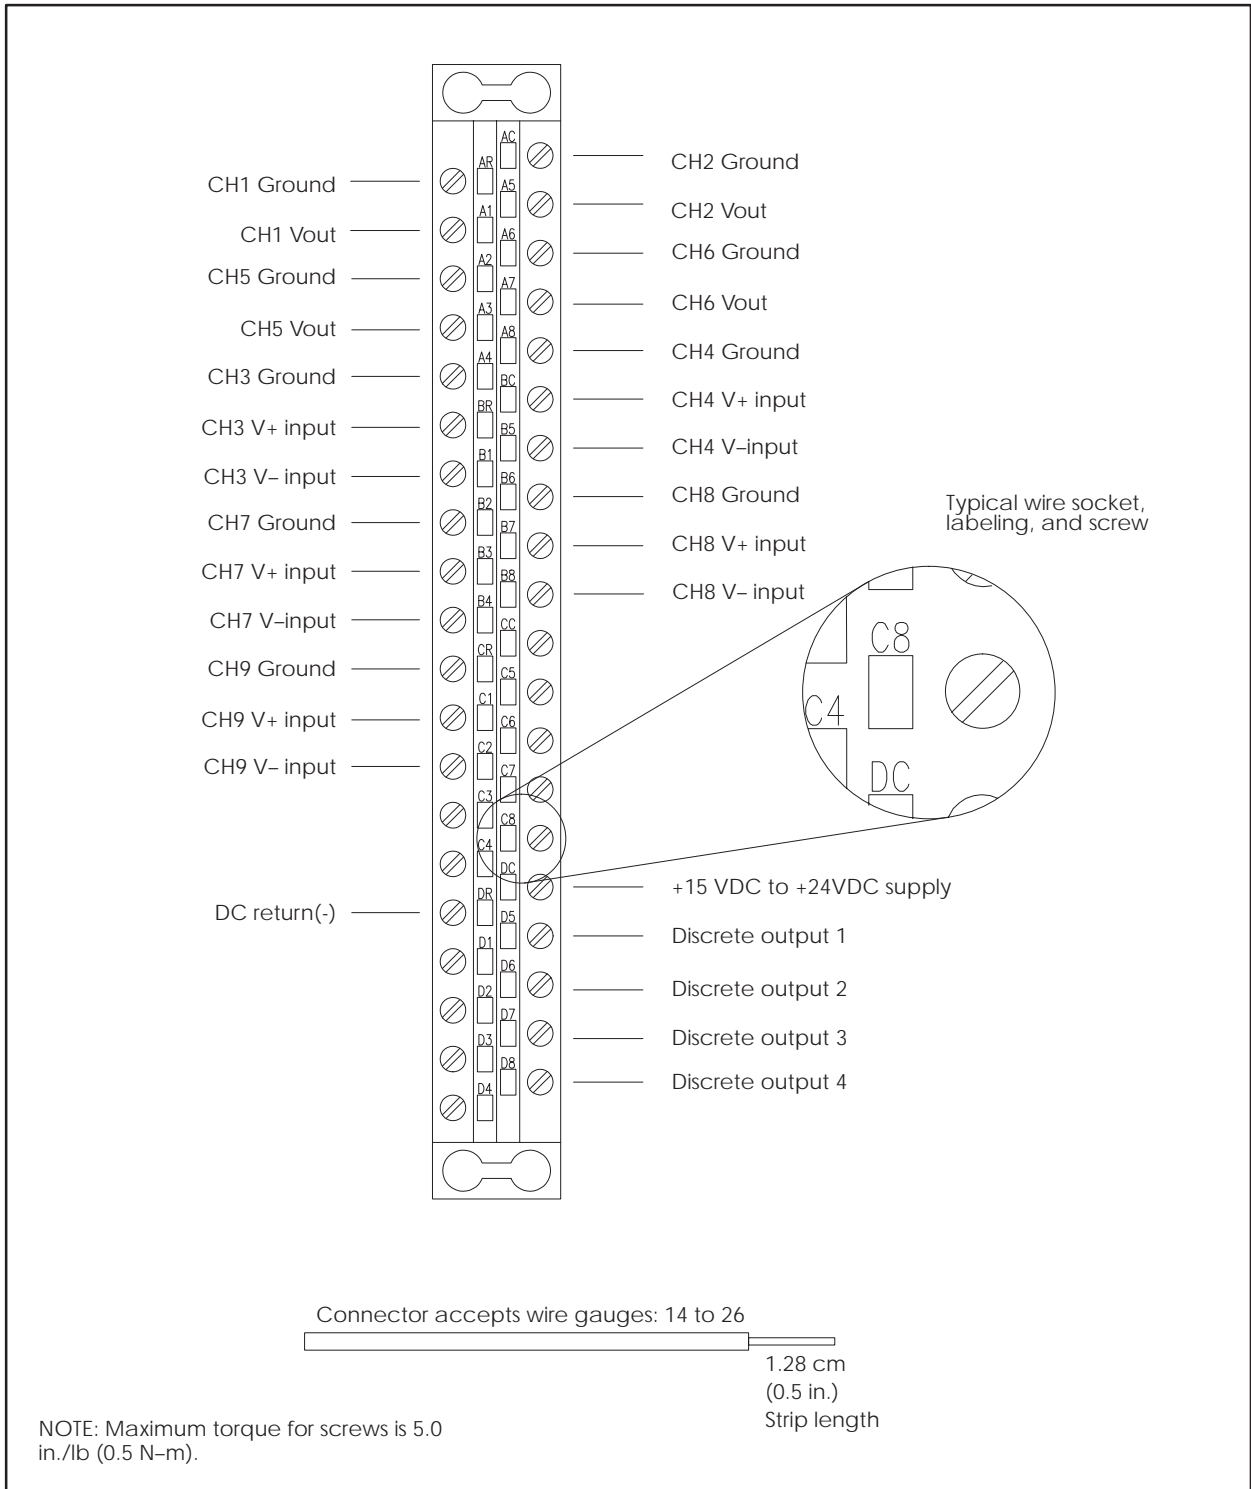 CH1 Ground
CH1 Vout
CH5 Ground
CH5 Vout
CH3 Ground
CH3 V+ input
CH3 V– input
CH7 Ground
CH7 V+ input
CH7 V–input
CH9 Ground
CH9 V+ input
CH9 V– input
DC return(-)
AR
A1
A2
A3
A4
BR
B1
B2
B3
B4
CR
C1
C2
C3
C4
DR
D1
D2
D3
D4
AC
A5
A6
A7
A8
BC
B5
B6
B7
B8
CC
C5
C6
C7
C8
DC
D5
D6
D7
D8
CH2 Ground
CH2 Vout
CH6 Ground
CH6 Vout
CH4 Ground
CH4 V+ input
CH4 V–input
CH8 Ground
CH8 V+ input
CH8 V– input
+15 VDC to +24VDC supply
Discrete output 1
Discrete output 2
Discrete output 3
Discrete output 4
Typical wire socket,
labeling, and screw
C8
C4
DC
Connector accepts wire gauges: 14 to 26
1.28 cm
(0.5 in.)
Strip length
NOTE: Maximum torque for screws is 5.0
in./lb (0.5 N–m).